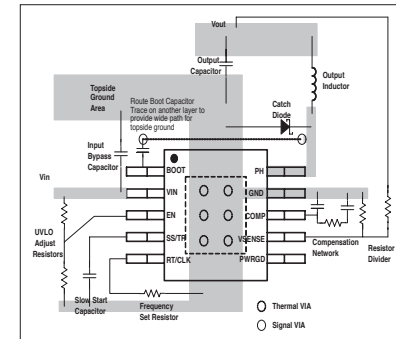 Vout
Output
Capacitor
Output
Inductor
Topside
Ground
Area
Route Boot Capacitor
Trace on another layer to
provide wide path for
topside ground
Catch
Diode
Input
Bypass
Capacitor
Vin
BOOT
VIN
EN
SS/TR
RT/CLK
PH
GND
COMP
VSENSE
PWRGD
UVLO
Adjust
Resistors
Compensation
Network
Resistor
Divider
Slow Start
Capacitor
Frequency
Set Resistor
Thermal VIA
Signal VIA